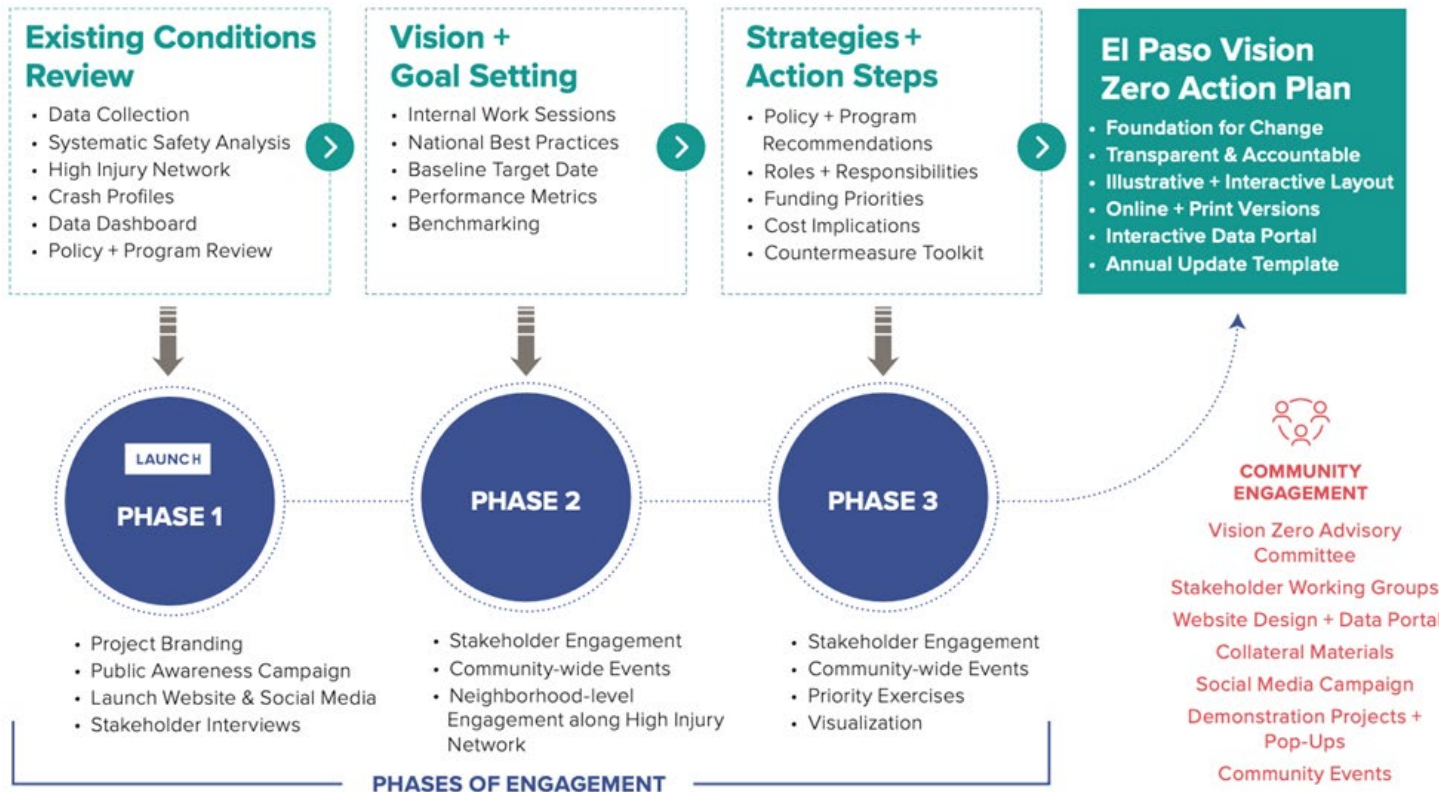 Existing Conditions
Review
• Data Collection
• Systematic Safety Analysis
• High Injury Network
• Crash Profiles
• Data Dashboard
• Policy + Program Review
Vision +
Goal Setting
• Internal Work Sessions
• National Best Practices
• Baseline Target Date
• Performance Metrics
• Benchmarking
Strategies +
Action Steps
• Policy + Program
Recommendations
• Roles + Responsibilities
• Funding Priorities
• Cost Implications
• Countermeasure Toolkit
El Paso Vision
Zero Action Plan
• Foundation for Change
• Transparent & Accountable
• Illustrative + Interactive Layout
• Online + Print Versions
• Interactive Data Portal
• Annual Update Template
LAUNCH
PHASE 1
• Project Branding
• Public Awareness Campaign
• Launch Website & Social Media
• Stakeholder Interviews
PHASE 2
• Stakeholder Engagement
• Community-wide Events
• Neighborhood-level
Engagement along High Injury
Network
PHASE 3
• Stakeholder Engagement
• Community-wide Events
• Priority Exercises
• Visualization
PHASES OF ENGAGEMENT
COMMUNITY
ENGAGEMENT
Vision Zero Advisory
Committee
Stakeholder Working Groups
Website Design + Data Portal
Collateral Materials
Social Media Campaign
Demonstration Projects +
Pop-Ups
Community Events